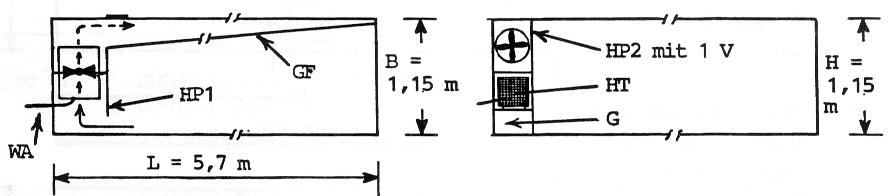 GF
HP1
WA
B =
1,15 m
L = 5,7 m
HP2 mit 1 V
HT
G
H =
1,15
m